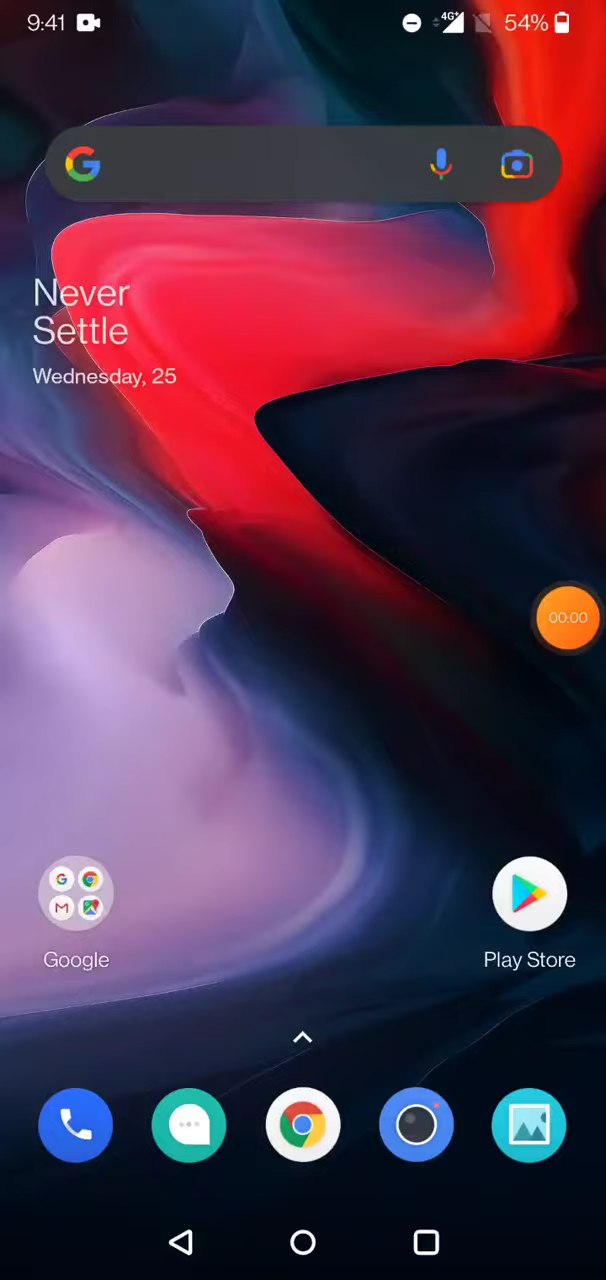 9:41 4G+ 54%
Never
Settle
Wednesday, 25
00:00
Google
Play Store